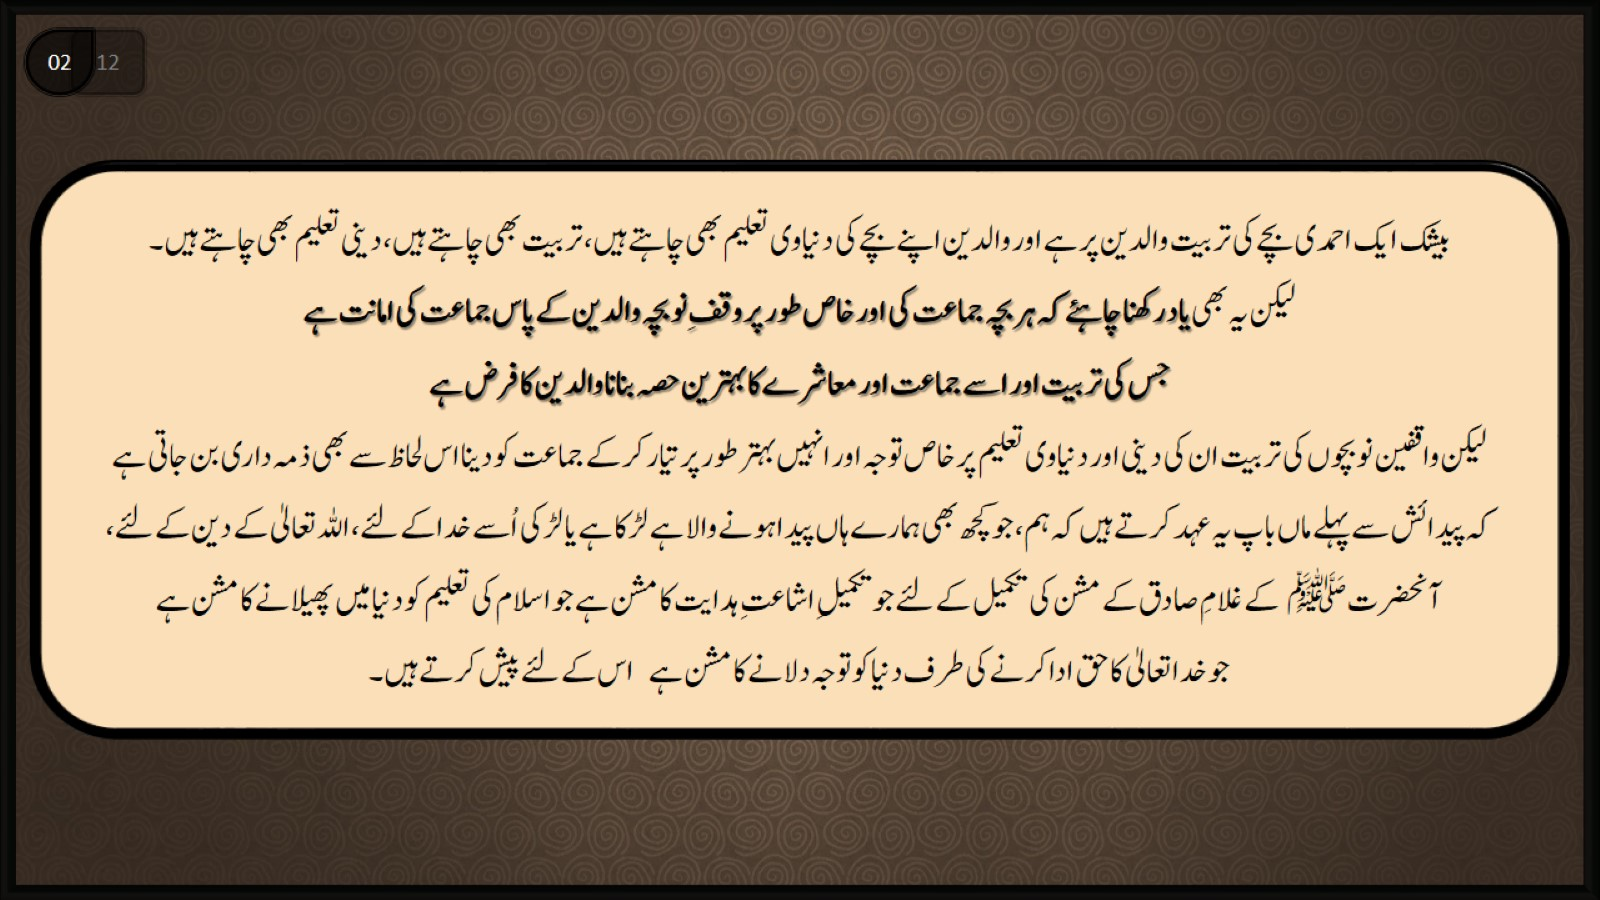 02 12
بیشک ایک احمدی بچے کی تربیت والدین پر ہے اور والدین اپنے بچے کی دنیاوی تعلیم بھی چاہتے ہیں، تربیت بھی چاہتے ہیں، دینی تعلیم بھی چاہتے ہیں۔
لیکن یہ بھی یاد رکھنا چاہئے کہ ہر بچہ جماعت کی اور خاص طور پر وقفِ نو بچہ والدین کے پاس جماعت کی امانت ہے
جس کی تربیت اور اسے جماعت اور معاشرے کا بہترین حصہ بنانا والدین کا فرض ہے
لیکن واقفین نو بچوں کی تربیت ان کی دینی اور دنیاوی تعلیم پر خاص توجہ اور انہیں بہتر طور پر تیار کر کے جماعت کو دینا اس لحاظ سے بھی ذمہ داری بن جاتی ہے
کہ پیدائش سے پہلے ماں باپ یہ عہد کرتے ہیں کہ ہم، جو کچھ بھی ہمارے ہاں پیدا ہونے والا ہے لڑکا ہے یا لڑکی اُسے خدا کے لئے، اللہ تعالیٰ کے دین کے لئے،
آنحضرت ﷺ کے غلامِ صادق کے مشن کی تکمیل کے لئے جو تکمیلِ اشاعتِ ہدایت کا مشن ہے جو اسلام کی تعلیم کو دنیا میں پھیلانے کا مشن ہے
جو خدا تعالیٰ کا حق ادا کرنے کی طرف دنیا کو توجہ دلانے کا مشن ہے اس کے لئے پیش کرتے ہیں۔